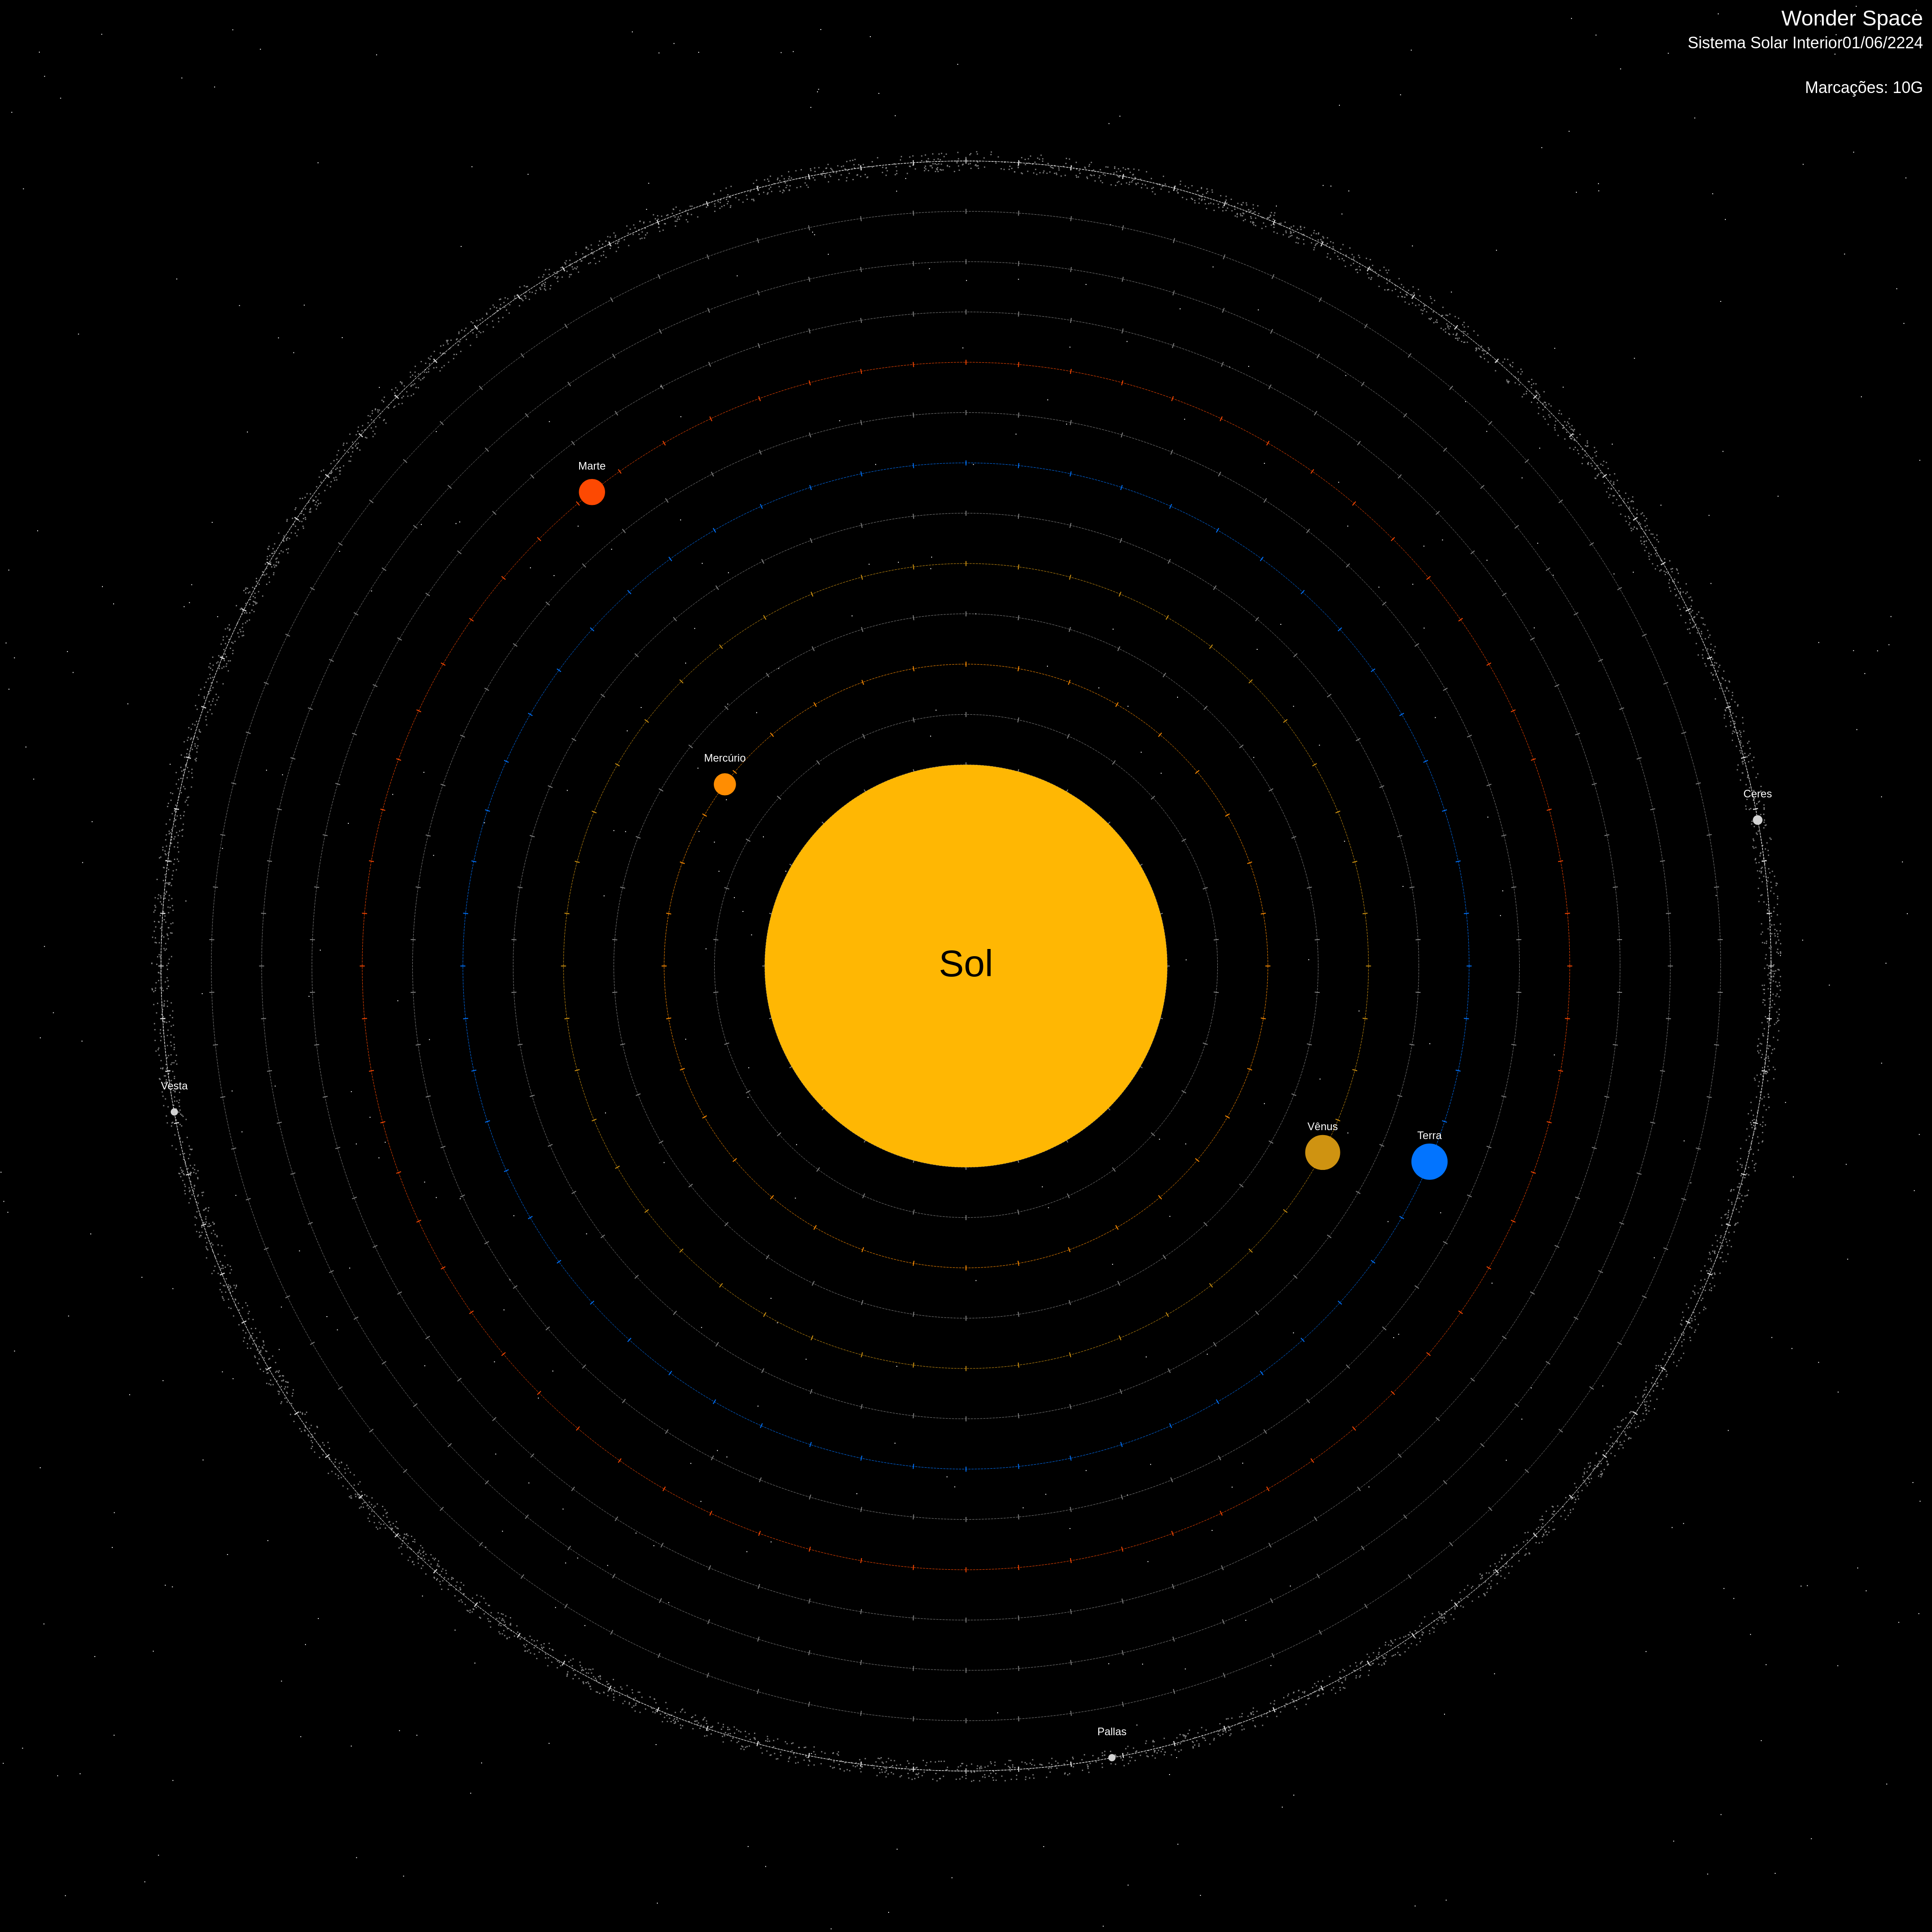 Wonder Space
Sistema Solar Interior01/06/2224
Marcações: 10G
Marte
Mercúrio
Ceres
Sol
Vesta
Vênus
Terra
Pallas